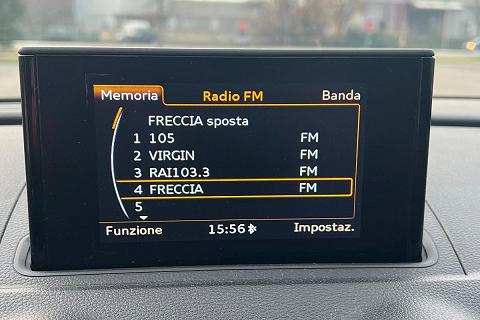 Memoria Radio FM Banda
FRECCIA sposta
1 105 FM
2 VIRGIN FM
3 RAI103.3 FM
4 FRECCIA FM
5
Funzione 15:56 Impostaz.